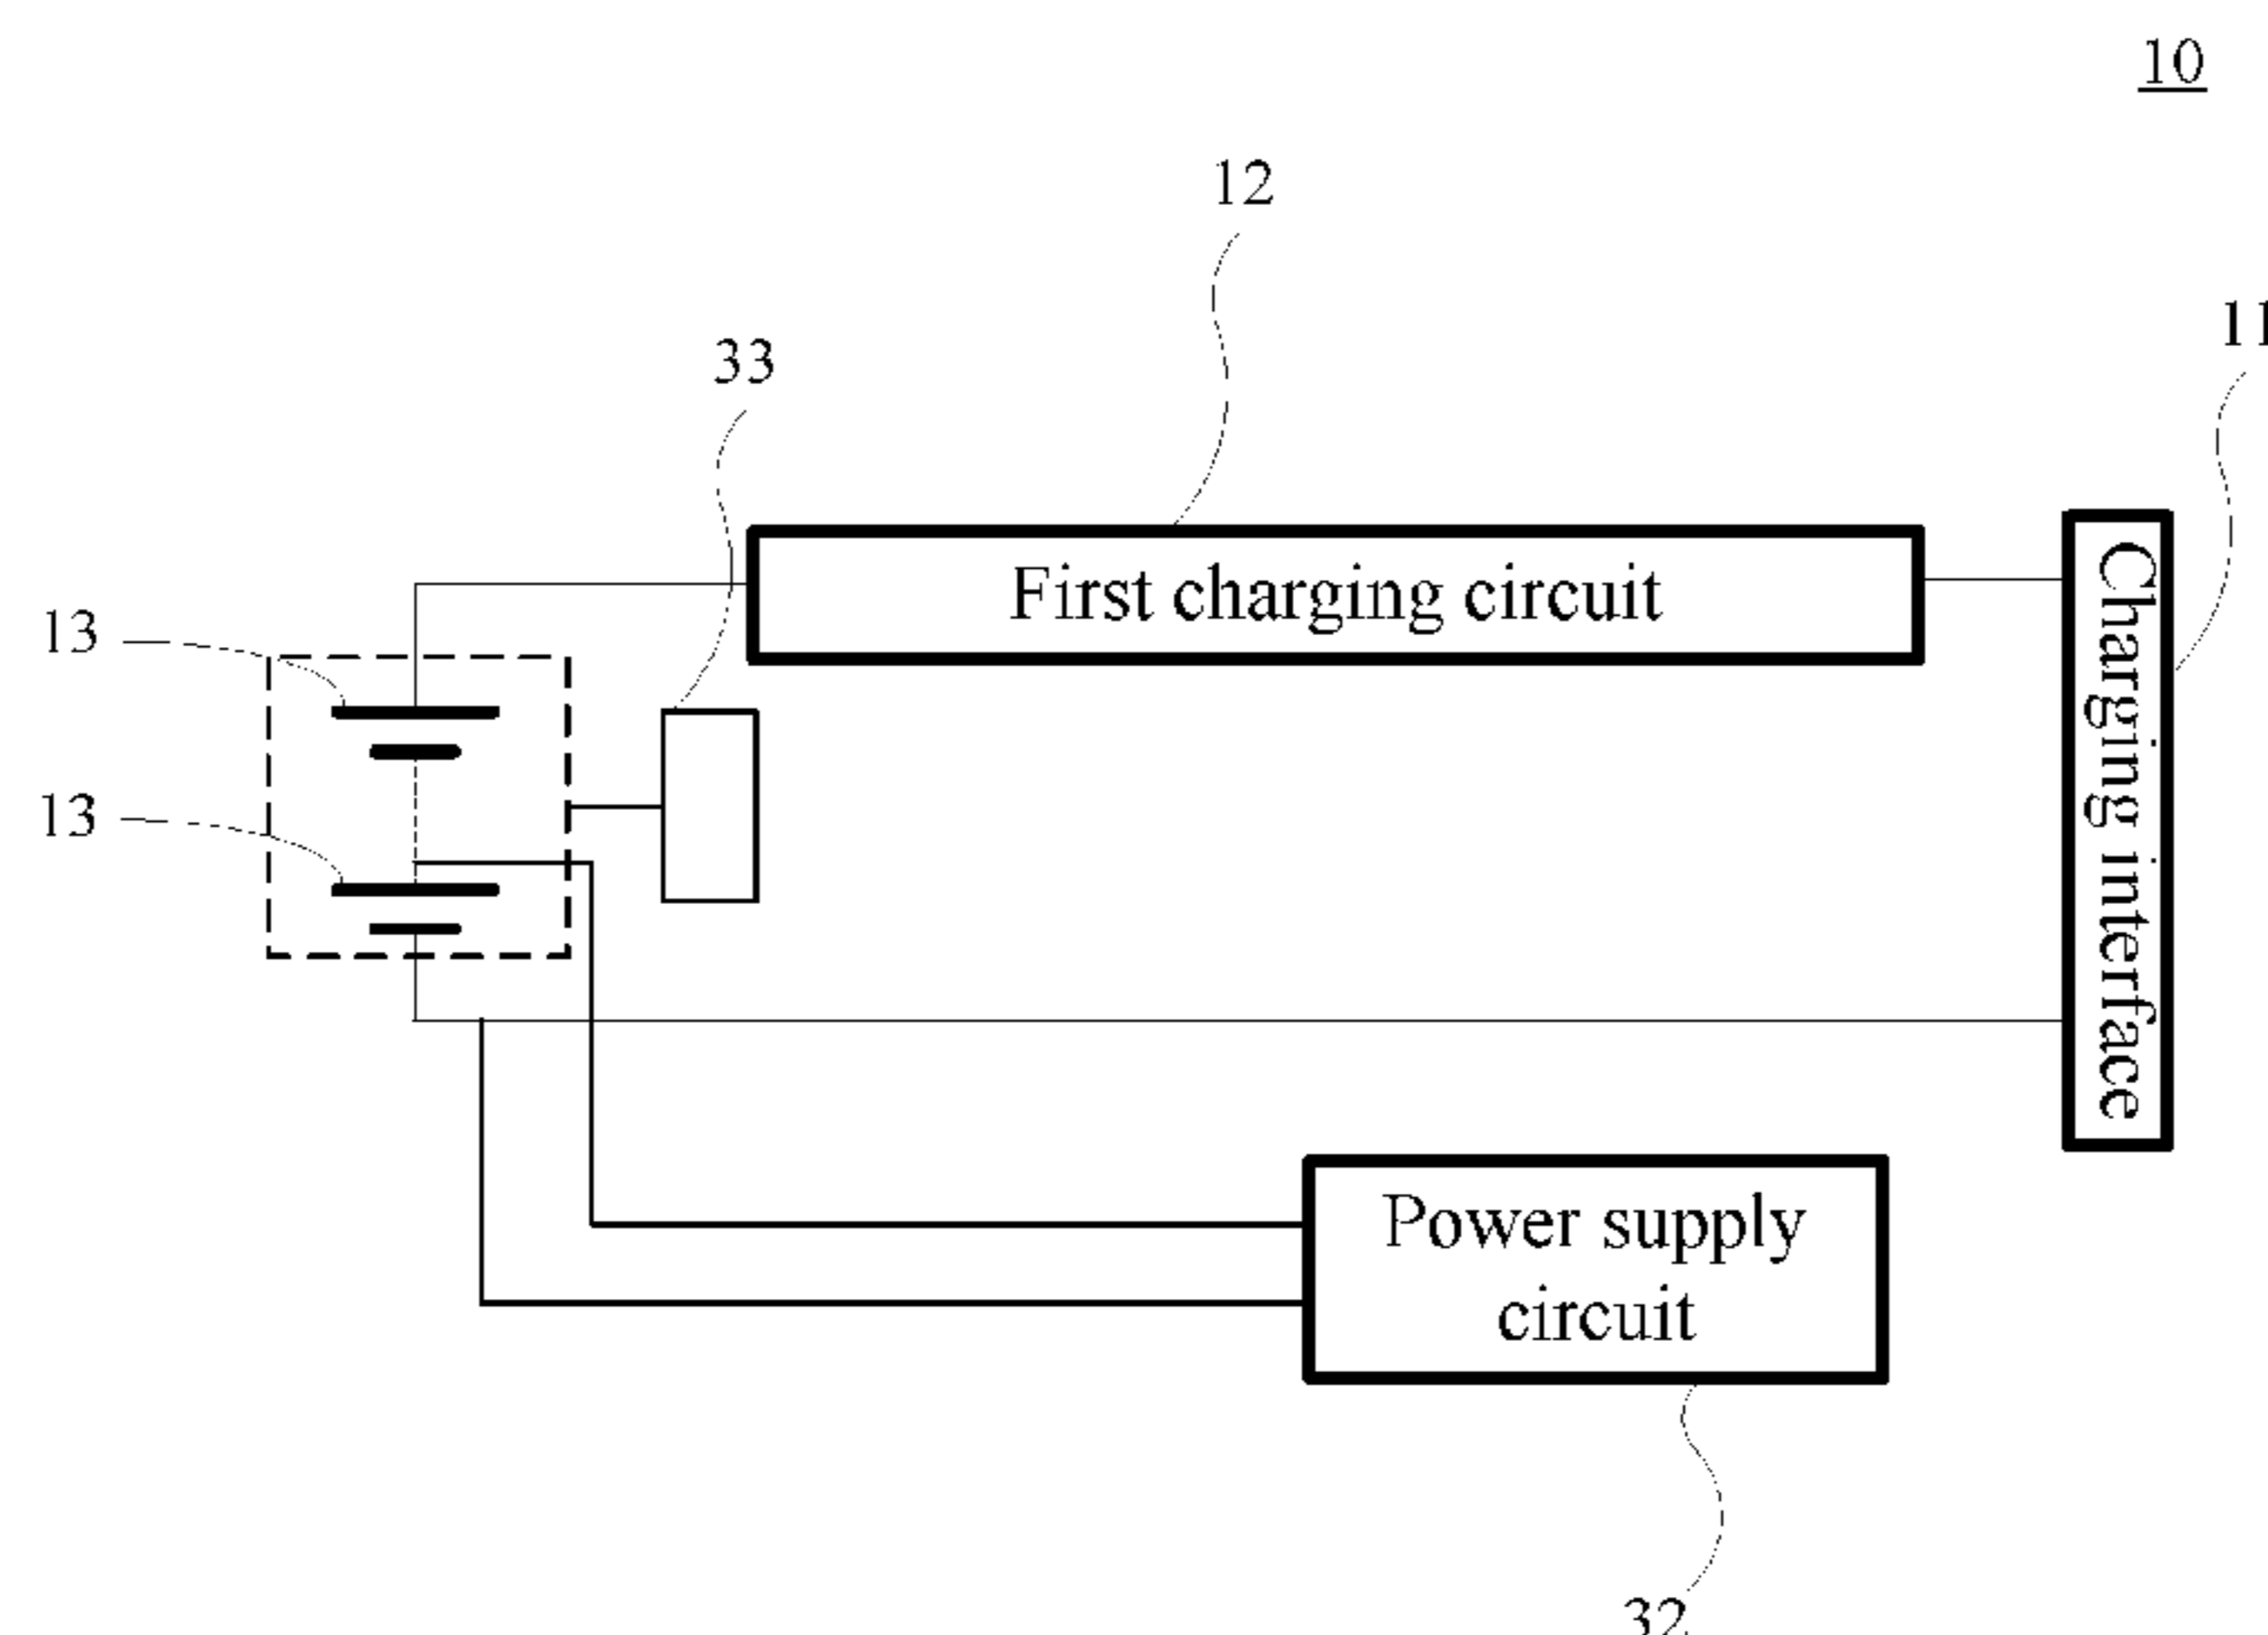 10
12
11
33
First charging circuit
13
13
Charging interface
Power supply
circuit
32